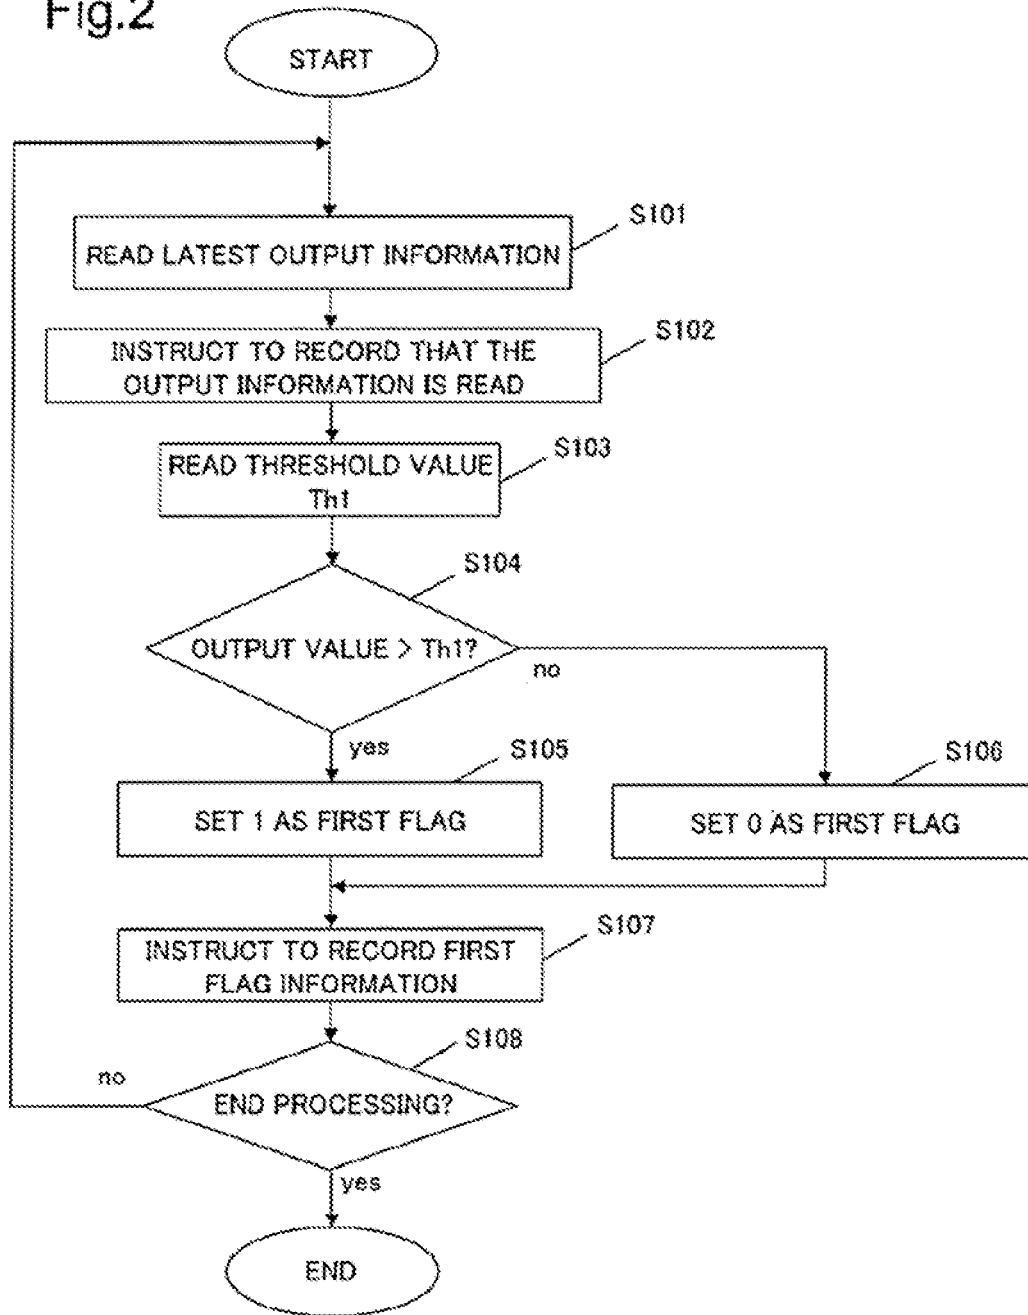 Fig.2
START
S101
READ LATEST OUTPUT INFORMATION
S102
INSTRUCT TO RECORD THAT THE
OUTPUT INFORMATION IS READ
S103
READ THRESHOLD VALUE
Th1
S104
OUTPUT VALUE > Th1?
no
yes
S105
S106
SET 1 AS FIRST FLAG
SET 0 AS FIRST FLAG
S107
INSTRUCT TO RECORD FIRST
FLAG INFORMATION
S108
no
END PROCESSING?
yes
END